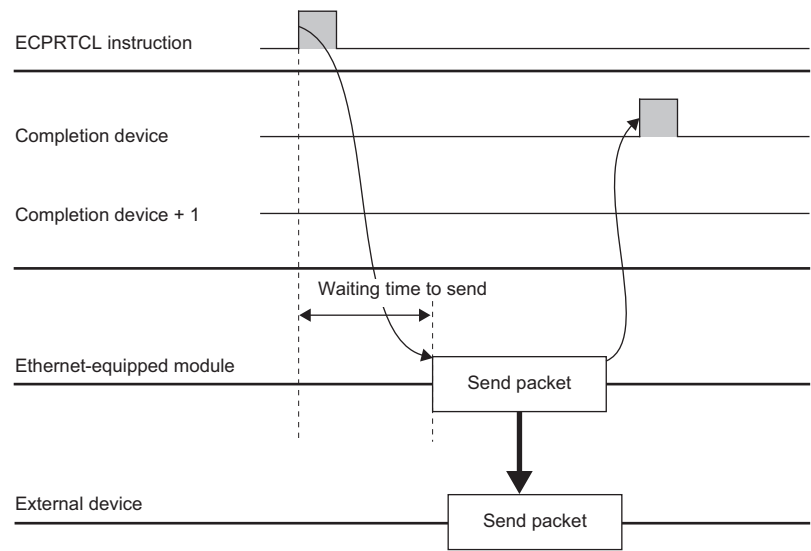 ECPRTCL instruction
Completion device
Completion device + 1
Waiting time to send
Ethernet-equipped module
Send packet
External device
Send packet